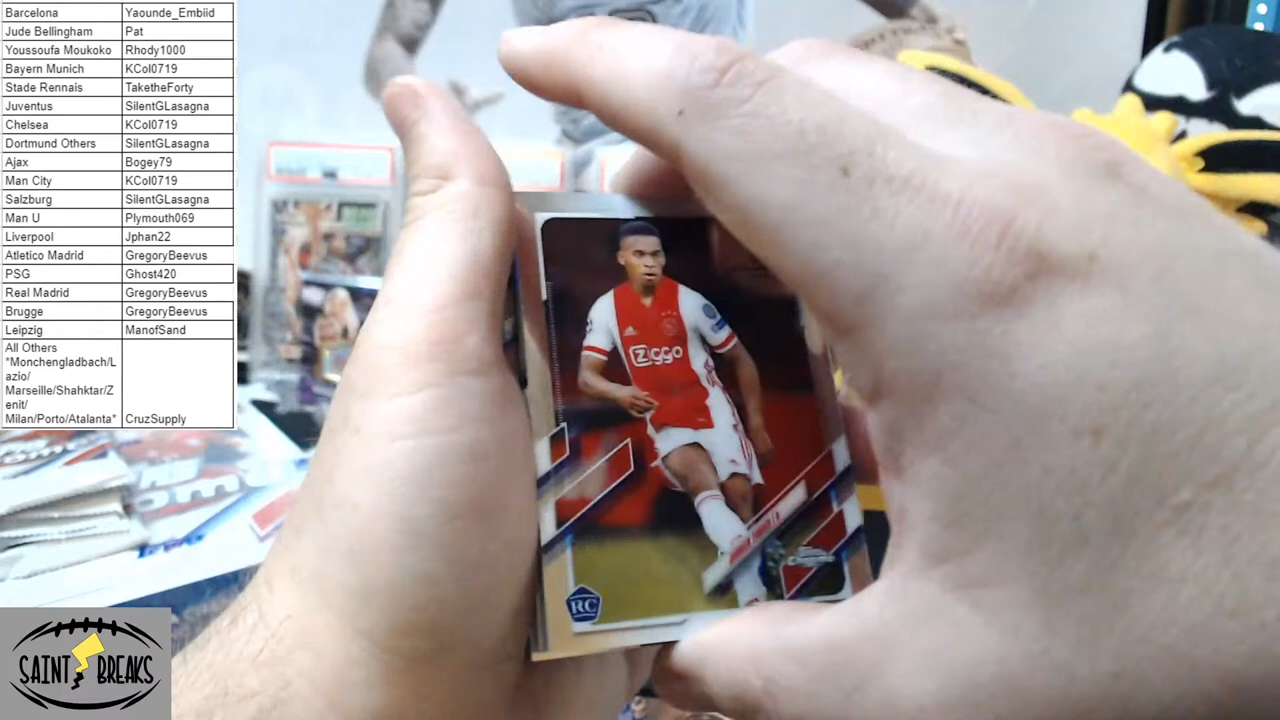 Barcelona Yaounde_Embiid
Jude Bellingham Pat
Youssoufa Moukoko Rhody1000
Bayern Munich KCol0719
Stade Rennais TaketheForty
Juventus SilentGLasagna
Chelsea KCol0719
Dortmund Others SilentGLasagna
Ajax Bogey79
Man City KCol0719
Salzburg SilentGLasagna
Man U Plymouth069
Liverpool Jphan22
Atletico Madrid GregoryBeevus
PSG Ghost420
Real Madrid GregoryBeevus
Brugge GregoryBeevus
Leipzig ManofSand
All Others
*Monchengladbach/L
azio/
Marseille/Shahktar/Z
enit/
Milan/Porto/Atalanta* CruzSupply
Ziggo
RC
SAINT BREAKS